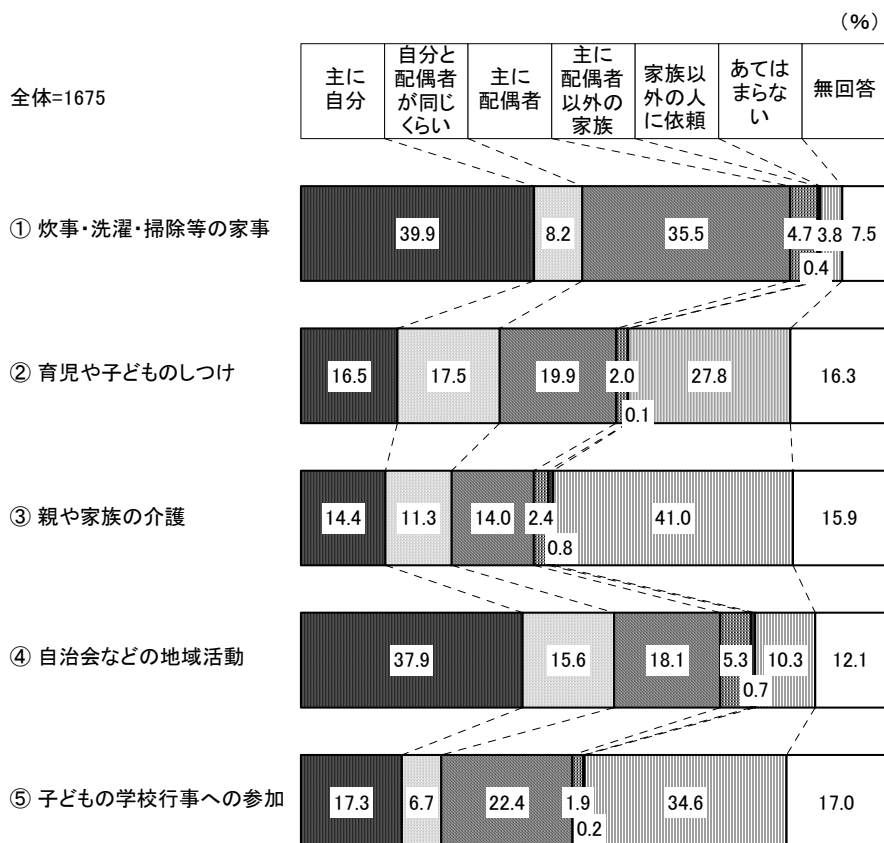 (%)
全体=1675
主に
自分
自分と
配偶者
が同じ
くらい
主に
配偶者
主に
配偶者
以外の
家族
家族以
外の人
に依頼
あては
まらな
い
無回答
① 炊事・洗濯・掃除等の家事
39.9 8.2 35.5 4.7 0.4 3.8 7.5
② 育児や子どものしつけ
16.5 17.5 19.9 2.0 0.1 27.8 16.3
③ 親や家族の介護
14.4 11.3 14.0 2.4 0.8 41.0 15.9
④ 自治会などの地域活動
37.9 15.6 18.1 5.3 0.7 10.3 12.1
⑤ 子どもの学校行事への参加
17.3 6.7 22.4 1.9 0.2 34.6 17.0